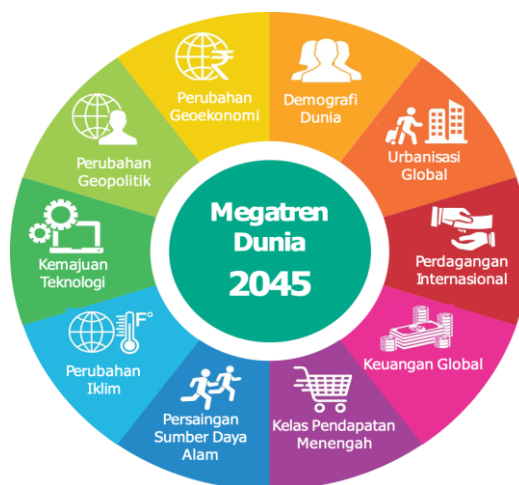 Megatren
Dunia
2045
Demografi
Dunia
Urbanisasi
Global
Perdagangan
Internasional
Keuangan Global
Kelas Pendapatan
Menengah
Persaingan
Sumber Daya
Alam
Perubahan
Iklim
F°
Kemajuan
Teknologi
Perubahan
Geopolitik
Perubahan
Geoekonomi
₹